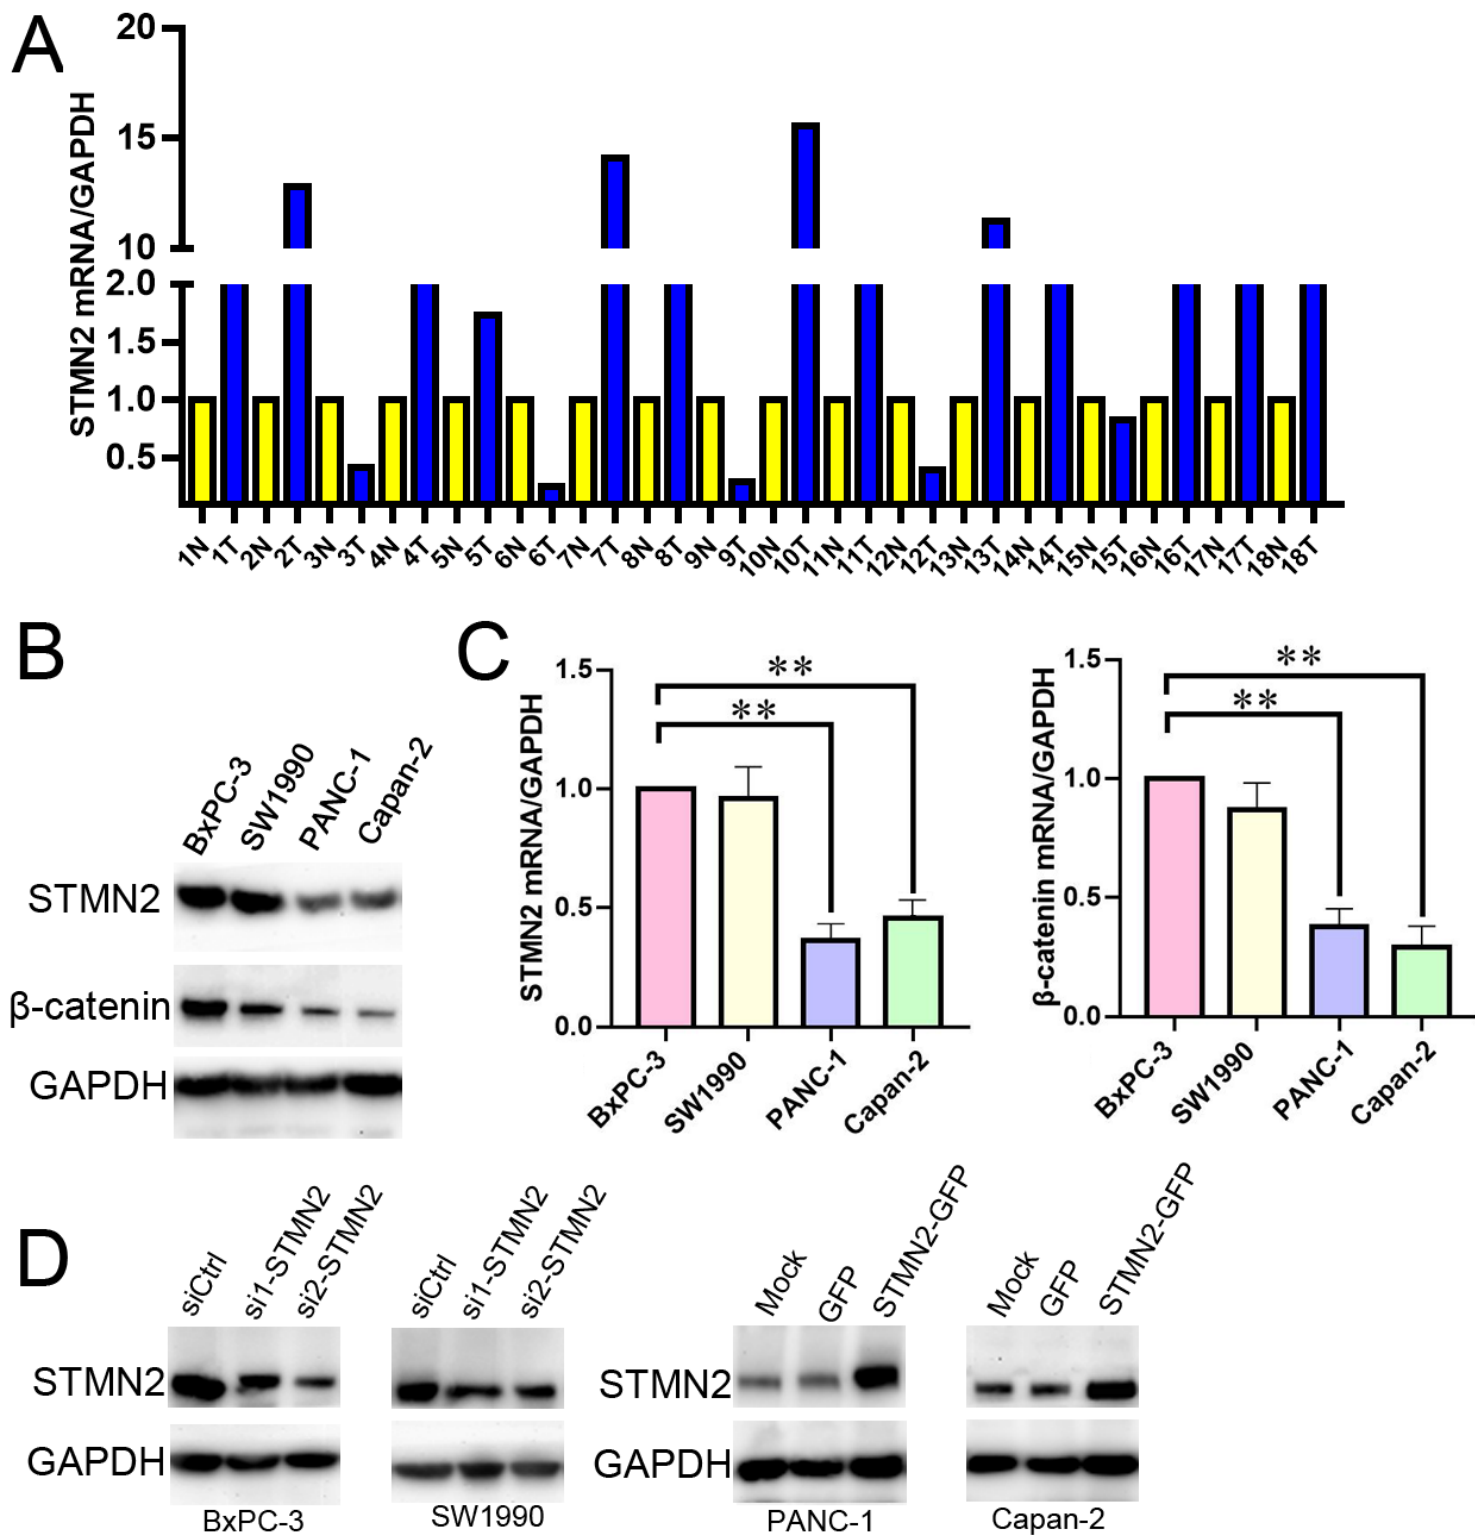 A
STMN2 mRNA/GAPDH
20
15
10
2.0
1.5
1.0
0.5
1N 1T 2N 2T 3N 3T 4N 4T 5N 5T 6N 6T 7N 7T 8N 8T 9N 9T 10N 10T 11N 11T 12N 12T 13N 13T 14N 14T 15N 15T 16N 16T 17N 17T 18N 18T
B
BxPC-3 SW1990 PANC-1 Capan-2
STMN2
β-catenin
GAPDH
C
STMN2 mRNA/GAPDH
1.5
1.0
0.5
0.0
**
**
BxPC-3 SW1990 PANC-1 Capan-2
β-catenin mRNA/GAPDH
1.5
1.0
0.5
0.0
**
**
BxPC-3 SW1990 PANC-1 Capan-2
D
siCtrl si1-STMN2 si2-STMN2
siCtrl si1-STMN2 si2-STMN2
STMN2
GAPDH
BxPC-3
SW1990
Mock GFP STMN2-GFP
Mock GFP STMN2-GFP
STMN2
GAPDH
PANC-1
Capan-2